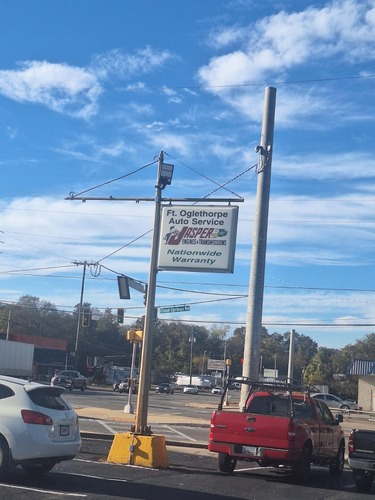 Ft. Oglethorpe
Auto Service
JASPER
ENGINES & TRANSMISSIONS
Nationwide
Warranty